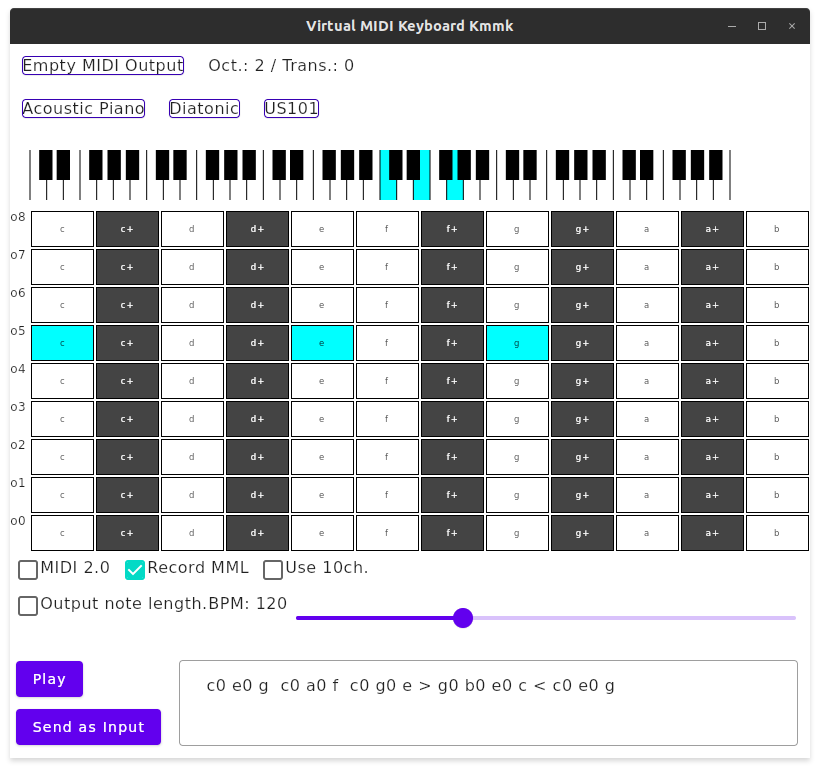 Virtual MIDI Keyboard Kmmk
Empty MIDI Output Oct.: 2 / Trans.: 0
Acoustic Piano Diatonic US101
o8 c c+ d d+ e f f+ g g+ a a+ b
o7 c c+ d d+ e f f+ g g+ a a+ b
o6 c c+ d d+ e f f+ g g+ a a+ b
o5 c c+ d d+ e f f+ g g+ a a+ b
o4 c c+ d d+ e f f+ g g+ a a+ b
o3 c c+ d d+ e f f+ g g+ a a+ b
o2 c c+ d d+ e f f+ g g+ a a+ b
o1 c c+ d d+ e f f+ g g+ a a+ b
o0 c c+ d d+ e f f+ g g+ a a+ b
MIDI 2.0 Record MML Use 10ch.
Output note length. BPM: 120
Play
c0 e0 g  c0 a0 f  c0 g0 e > g0 b0 e0 c < c0 e0 g
Send as Input